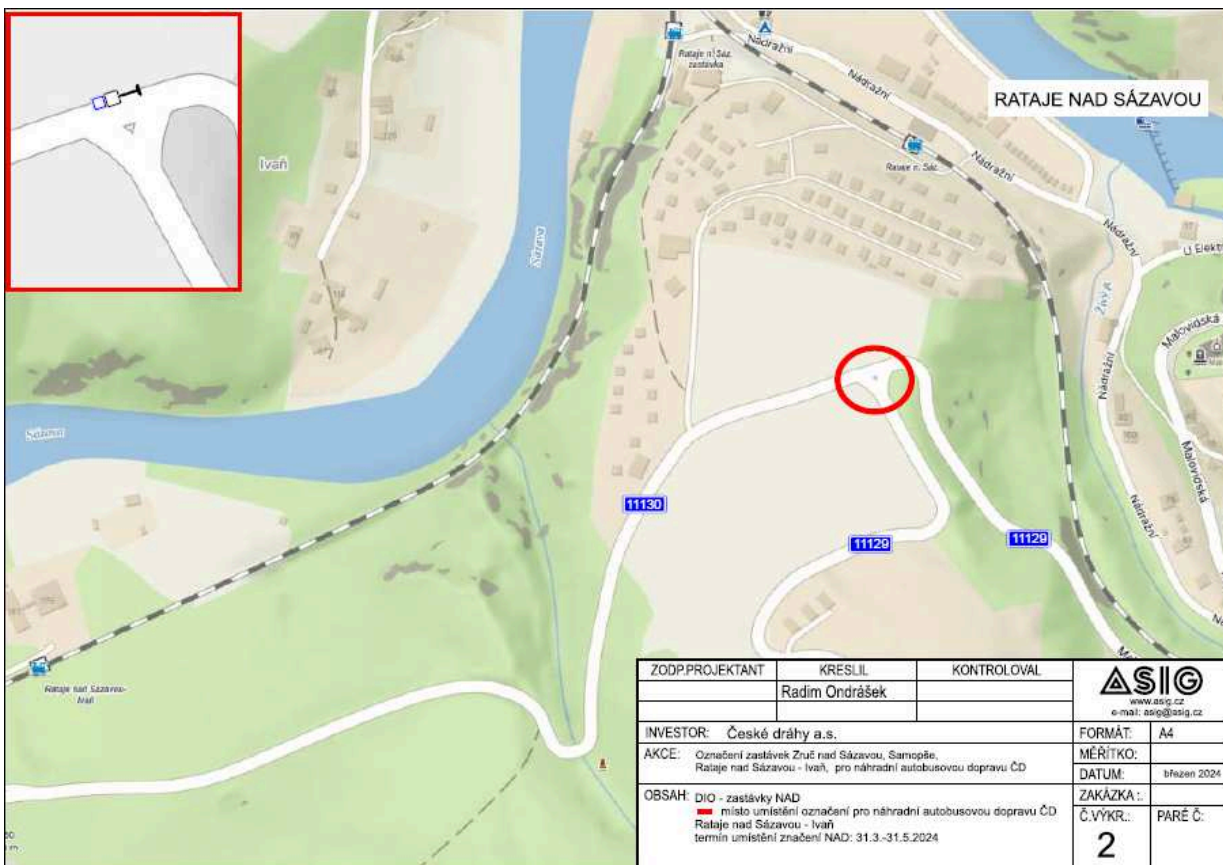 RATAJE NAD SÁZAVOU
Ivaň
Rataje n. Sáz.
zastávka
Nádražní
Nádražní
Nádražní
Rataje n. Sáz.
Nádražní
Nádražní
U Elekt
Živý p.
Malovidská
Nádražní
Malovidská
Nádražní
Sázava
Sázava
11130
11129
11129
Rataje nad Sázavou-
Ivaň
ZODP.PROJEKTANT
KRESLIL
KONTROLOVAL
Radim Ondrášek
ASIG
www.asig.cz
e-mail: asig@asig.cz
INVESTOR: České dráhy a.s.
FORMÁT: A4
AKCE: Označení zastávek Zruč nad Sázavou, Samopše,
Rataje nad Sázavou - Ivaň, pro náhradní autobusovou dopravu ČD
MĚŘÍTKO:
DATUM: březen 2024
OBSAH: DIO - zastávky NAD
místo umístění označení pro náhradní autobusovou dopravu ČD
Rataje nad Sázavou - Ivaň
termín umístění značení NAD: 31.3.-31.5.2024
ZAKÁZKA :.
Č.VÝKR.:
2
PARÉ Č: